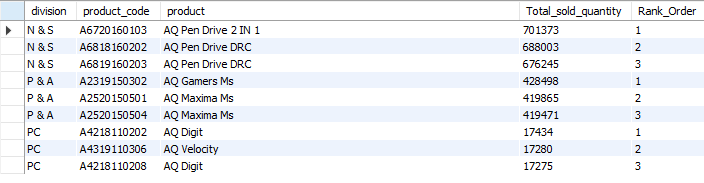 division product_code product Total_sold_quantity Rank_Order
N & S A6720160103 AQ Pen Drive 2 IN 1 701373 1
N & S A6818160202 AQ Pen Drive DRC 688003 2
N & S A6819160203 AQ Pen Drive DRC 676245 3
P & A A2319150302 AQ Gamers Ms 428498 1
P & A A2520150501 AQ Maxima Ms 419865 2
P & A A2520150504 AQ Maxima Ms 419471 3
PC A4218110202 AQ Digit 17434 1
PC A4319110306 AQ Velocity 17280 2
PC A4218110208 AQ Digit 17275 3